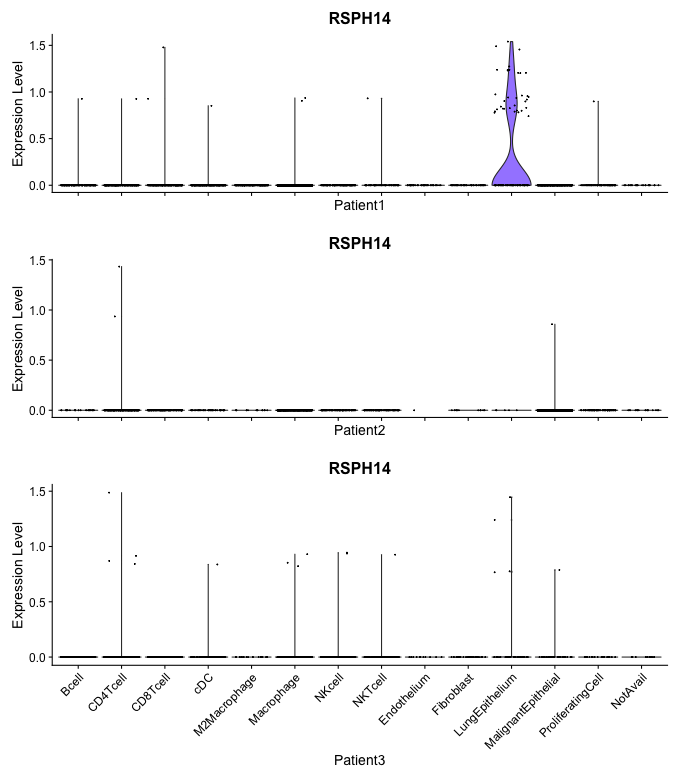 RSPH14
Expression Level
1.5
1.0
0.5
0.0
Patient1
RSPH14
Expression Level
1.5
1.0
0.5
0.0
Patient2
RSPH14
Expression Level
1.5
1.0
0.5
0.0
Bcell
CD4Tcell
CD8Tcell
cDC
M2Macrophage
Macrophage
NKcell
NKTcell
Endothelium
Fibroblast
LungEpithelium
MalignantEpithelial
ProliferatingCell
NotAvail
Patient3